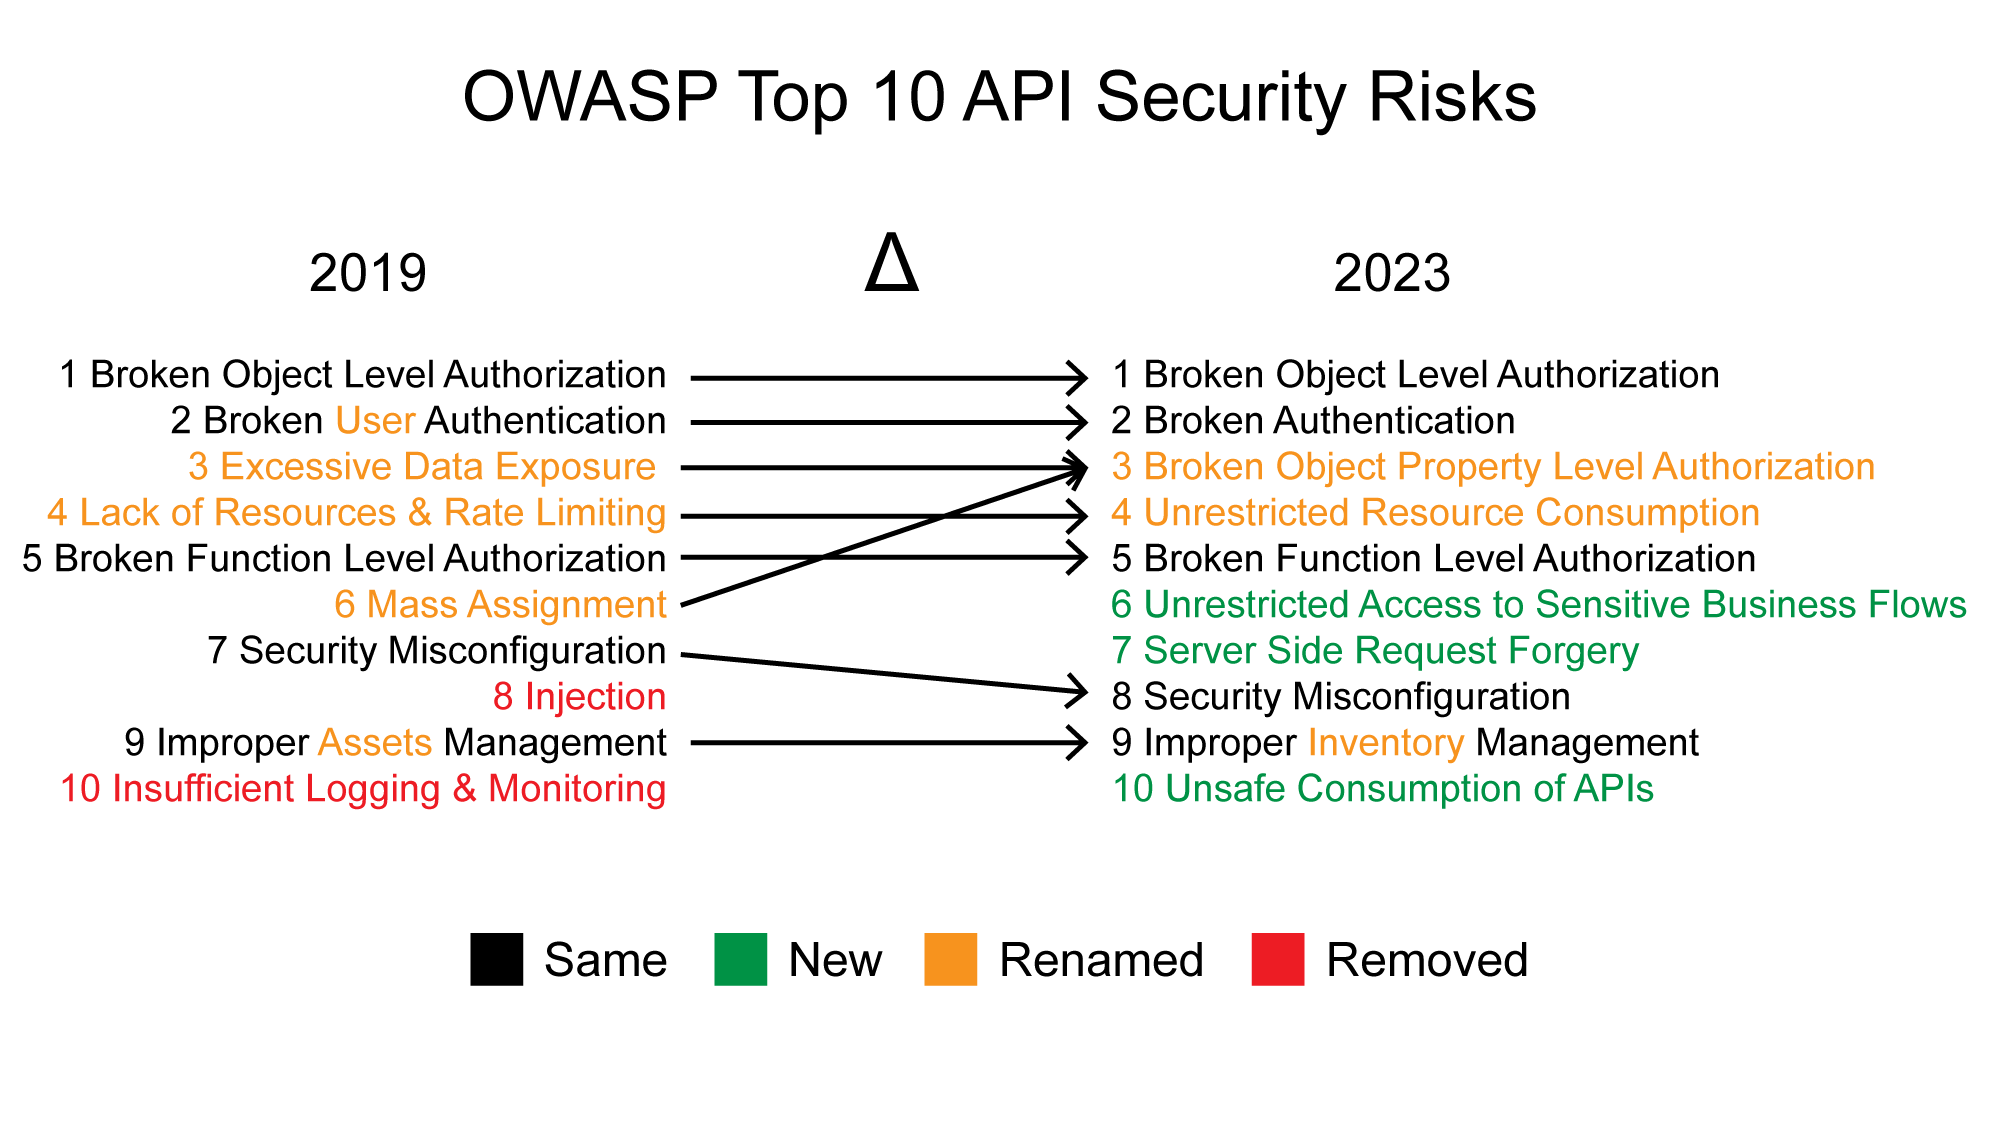 OWASP Top 10 API Security Risks
2019
Δ
2023
1 Broken Object Level Authorization
2 Broken User Authentication
3 Excessive Data Exposure
4 Lack of Resources & Rate Limiting
5 Broken Function Level Authorization
6 Mass Assignment
7 Security Misconfiguration
8 Injection
9 Improper Assets Management
10 Insufficient Logging & Monitoring
1 Broken Object Level Authorization
2 Broken Authentication
3 Broken Object Property Level Authorization
4 Unrestricted Resource Consumption
5 Broken Function Level Authorization
6 Unrestricted Access to Sensitive Business Flows
7 Server Side Request Forgery
8 Security Misconfiguration
9 Improper Inventory Management
10 Unsafe Consumption of APIs
Same
New
Renamed
Removed